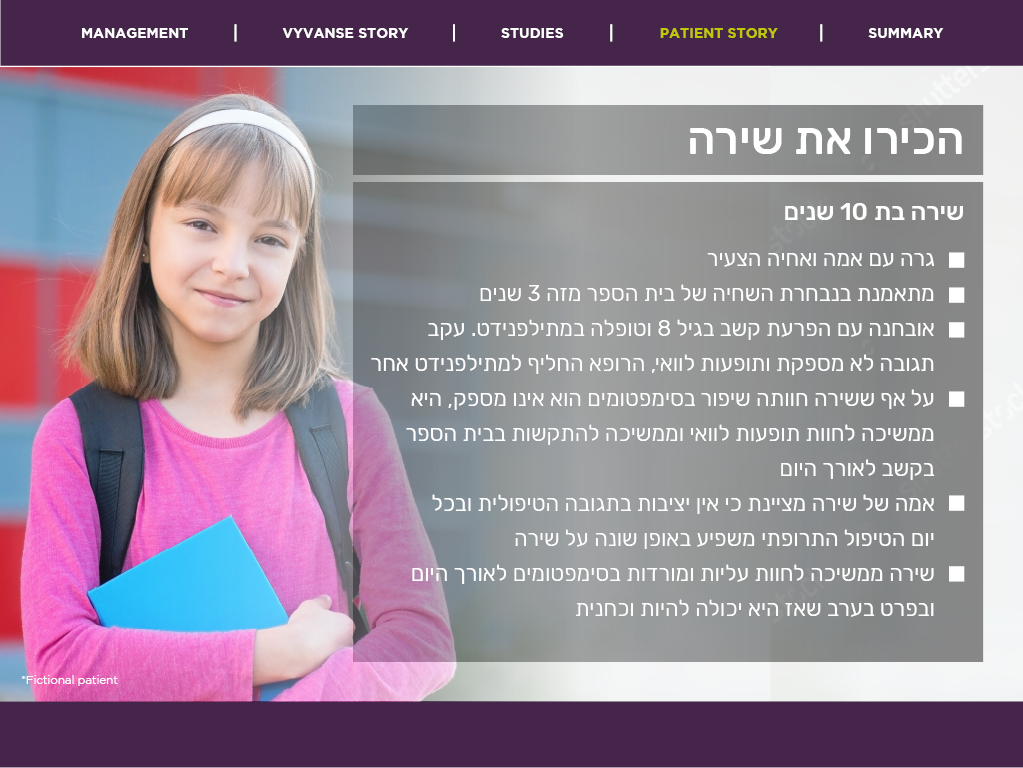 MANAGEMENT | VYVANSE STORY | STUDIES | PATIENT STORY | SUMMARY
הכירו את שירה
שירה בת 10 שנים
■ גרה עם אמה ואחיה הצעיר
■ מתאמנת בנבחרת השחיה של בית הספר מזה 3 שנים
■ אובחנה עם הפרעת קשב בגיל 8 וטופלה במתילפנידט. עקב
תגובה לא מספקת ותופעות לוואי, הרופא החליף למתילפנידט אחר
■ על אף ששירה חוותה שיפור בסימפטומים הוא אינו מספק, היא
ממשיכה לחוות תופעות לוואי וממשיכה להתקשות בבית הספר
בקשב לאורך היום
■ אמה של שירה מציינת כי אין יציבות בתגובה הטיפולית ובכל
יום הטיפול התרופתי משפיע באופן שונה על שירה
■ שירה ממשיכה לחוות עליות ומורדות בסימפטומים לאורך היום
ובפרט בערב שאז היא יכולה להיות וכחנית
*Fictional patient